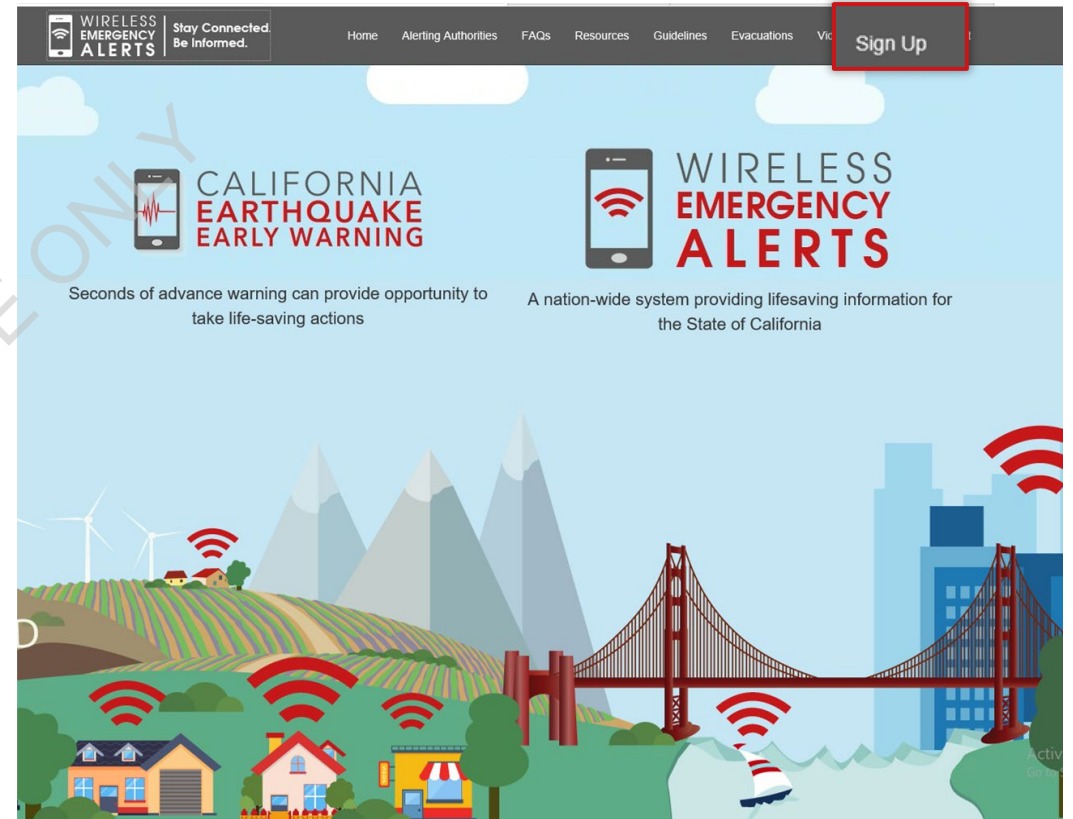 WIRELESS
EMERGENCY
ALERTS
Stay Connected.
Be Informed.
Home Alerting Authorities FAQs Resources Guidelines Evacuations Sign Up
CALIFORNIA
EARTHQUAKE
EARLY WARNING
Seconds of advance warning can provide opportunity to
take life-saving actions
WIRELESS
EMERGENCY
ALERTS
A nation-wide system providing lifesaving information for
the State of California
ONLY